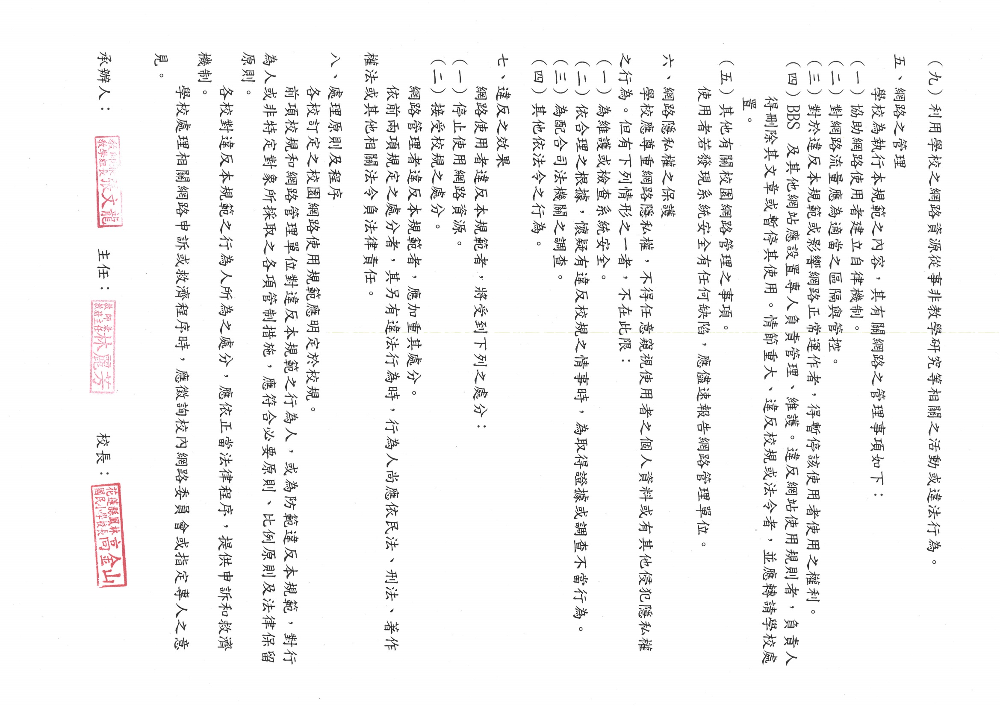 （九）利用學校之網路資源從事非教學研究等相關之活動或違法行為。
五、網路之管理
學校為執行本規範之內容，其有關網路之管理事項如下：
（一）協助網路使用者建立自律機制。
（二）對網路流量應為適當之區隔與管控。
（三）對於違反本規範或影響網路正常運作者，得暫停該使用者使用之權利。
（四）BBS 及其他網站應設置專人負責管理、維護。違反網站使用規則者，負責人
得刪除其文章或暫停其使用。情節重大、違反校規或法令者，並應轉請學校處
置。
（五）其他有關校園網路管理之事項。
使用者若發現系統安全有任何缺陷，應儘速報告網路管理單位。
六、網路隱私權之保護
學校應尊重網路隱私權，不得任意窺視使用者之個人資料或有其他侵犯隱私權
之行為。但有下列情形之一者，不在此限：
（一）為維護或檢查系統安全。
（二）依合理之根據，懷疑有違反校規之情事時，為取得證據或調查不當行為。
（三）為配合司法機關之調查。
（四）其他依法令之行為。
七、違反之效果
網路使用者違反本規範者，將受到下列之處分：
（一）停止使用網路資源。
（二）接受校規之處分。
網路管理者違反本規範者，應加重其處分。
依前兩項規定之處分者，其另有違法行為時，行為人尚應依民法、刑法、著作
權法或其他相關法令負法律責任。
八、處理原則及程序
各校訂定之校園網路使用規範應明定於校規。
前項校規和網路管理單位對違反本規範之行為人，或為防範違反本規範，對行
為人或非特定對象所採取之各項管制措施，應符合必要原則、比例原則及法律保留
原則。
各校對違反本規範之行為人所為之處分，應依正當法律程序，提供申訴和救濟
機制。
學校處理相關網路申訴或救濟程序時，應徵詢校內網路委員會或指定專人之意
見。
承辦人： 教師兼教學組長張文龍 主任： 教師兼教務主任林麗芳 校長： 花蓮縣鳳林國民小學校長高金山